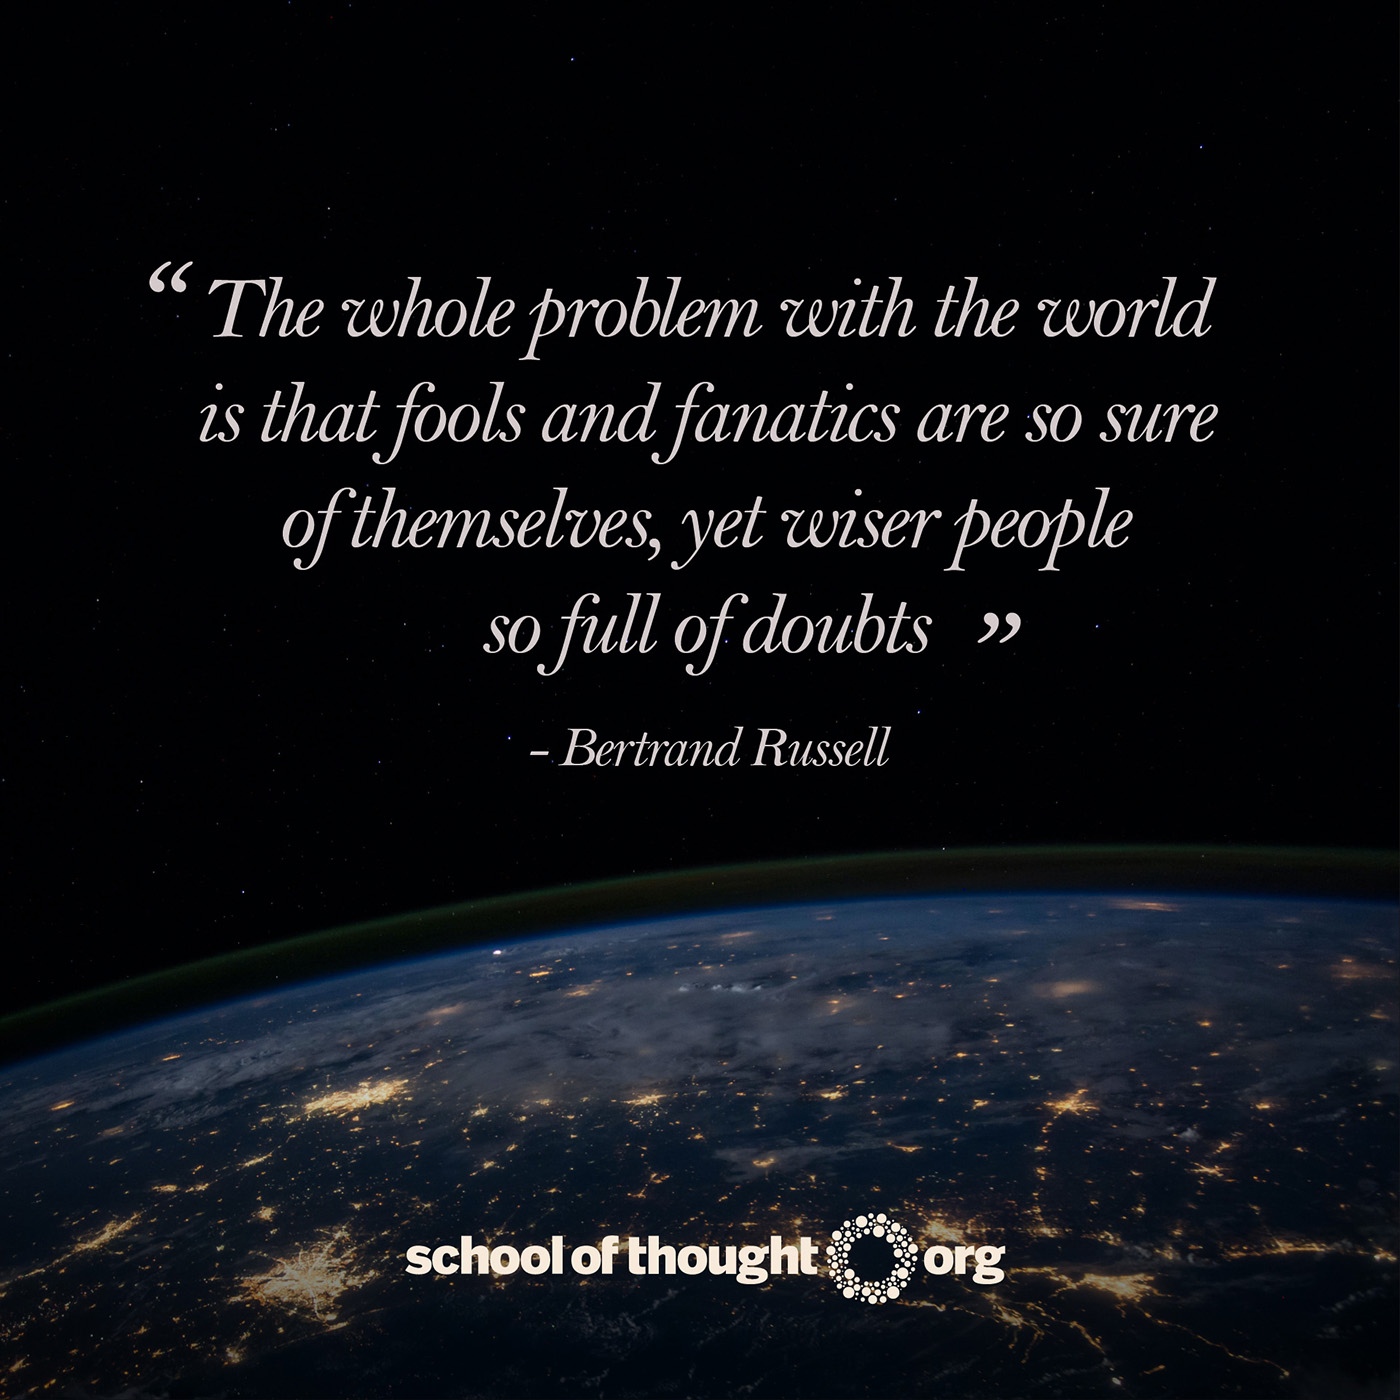 “The whole problem with the world
is that fools and fanatics are so sure
of themselves, yet wiser people
so full of doubts ”
– Bertrand Russell
school of thought org